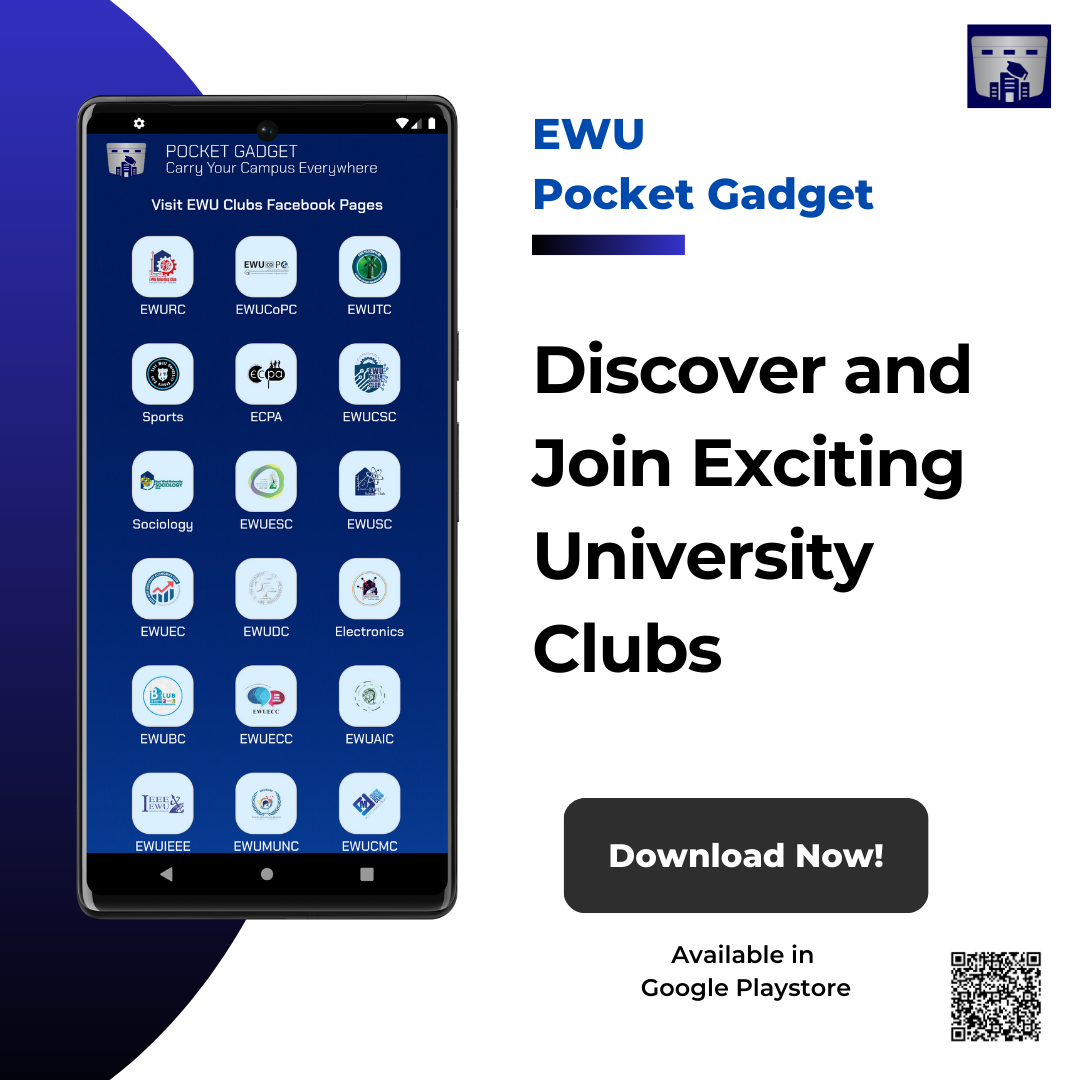 POCKET GADGET
Carry Your Campus Everywhere
Visit EWU Clubs Facebook Pages
EWURC
EWUCoPC
EWUTC
Sports
ECPA
EWUCSC
Sociology
EWUESC
EWUSC
EWUEC
EWUDC
Electronics
EWUBC
EWUECC
EWUAIC
EWUIEEE
EWUMUNC
EWUCMC
EWU
Pocket Gadget
Discover and
Join Exciting
University
Clubs
Download Now!
Available in
Google Playstore